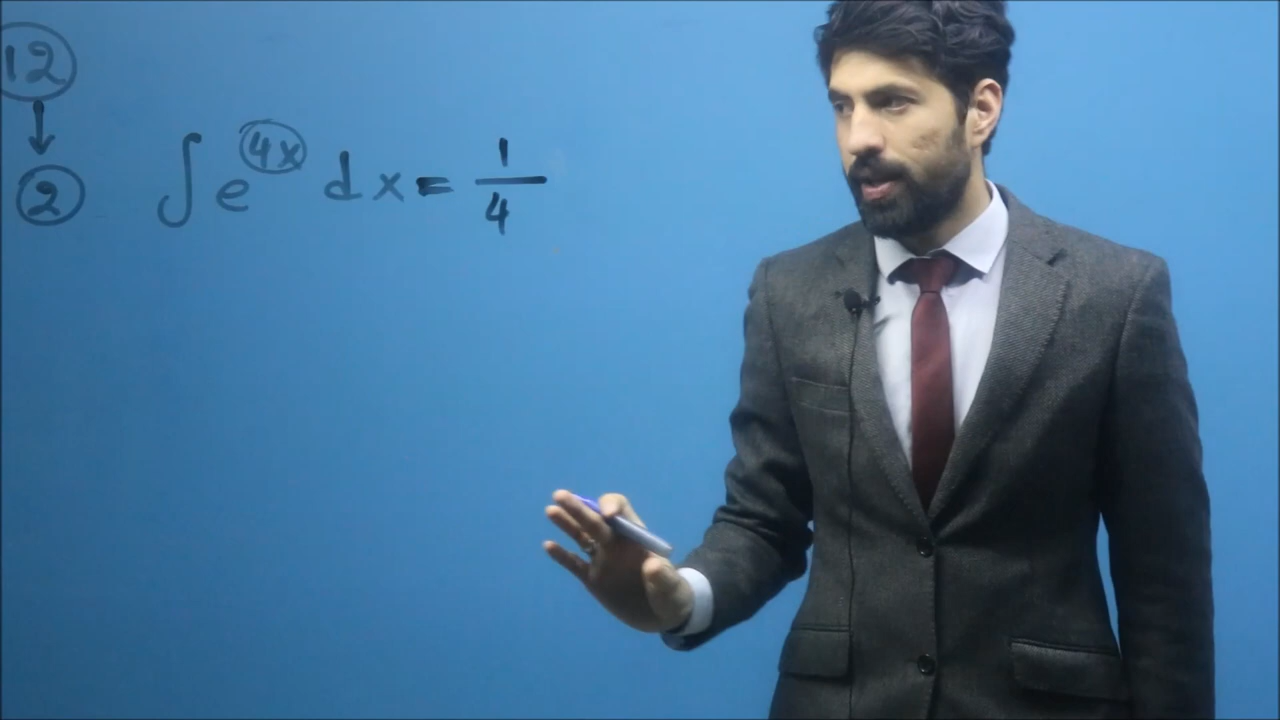 12
↓
2 ∫ e^{4x} dx = 1/4